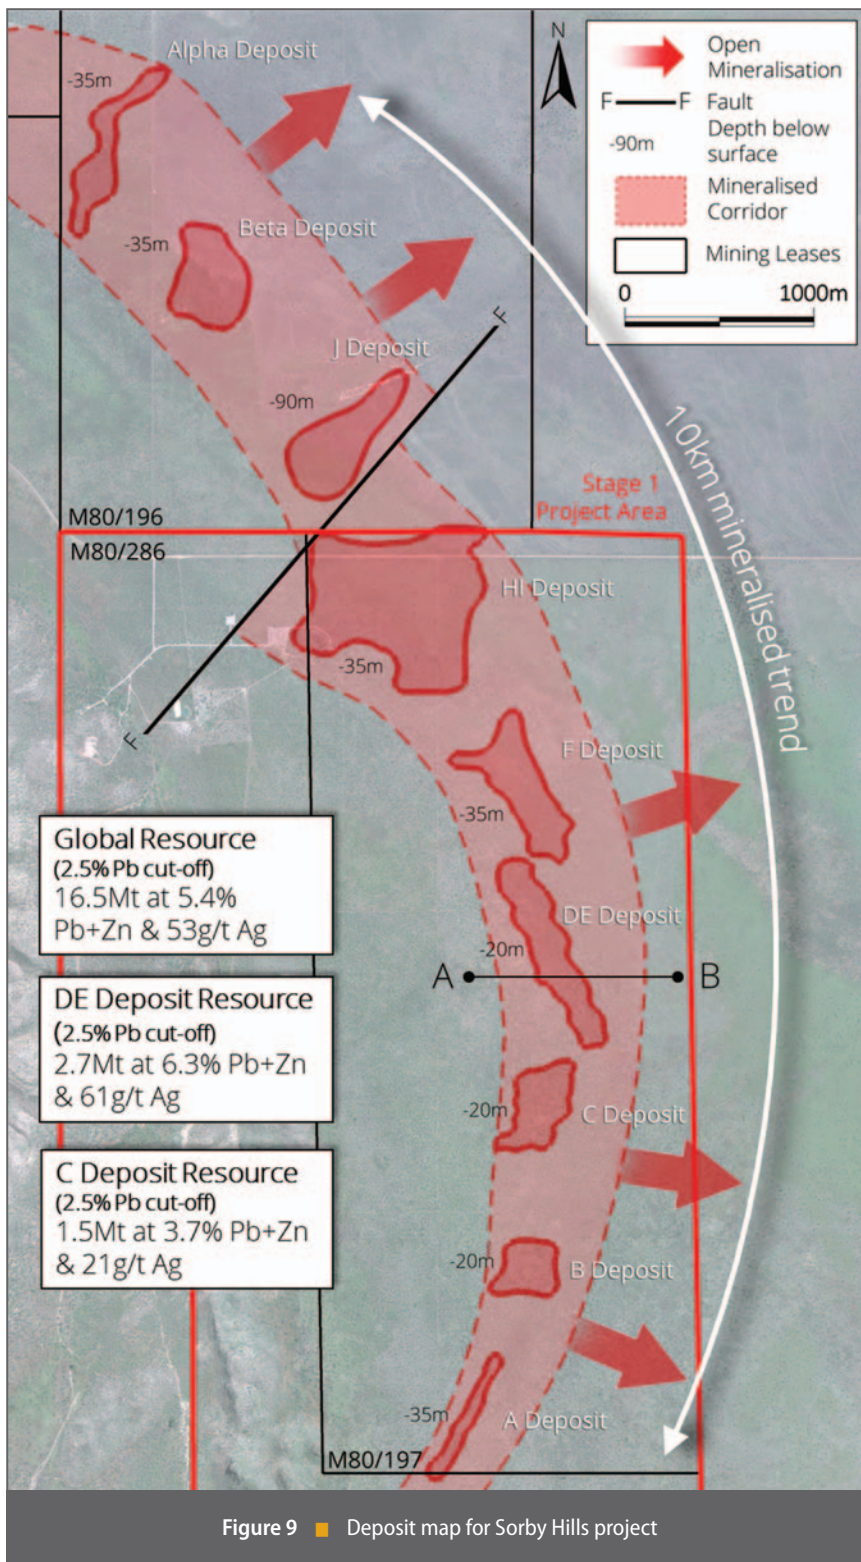 Alpha Deposit
-35m
N
Open
Mineralisation
F F Fault
-90m
Depth below
surface
Mineralised
Corridor
Mining Leases
0 1000m
Beta Deposit
-35m
J Deposit
F
-90m
10km mineralised trend
Stage 1
Project Area
M80/196
M80/286
HI Deposit
-35m
F
F Deposit
-35m
Global Resource
(2.5% Pb cut-off)
16.5Mt at 5.4%
Pb+Zn & 53g/t Ag
DE Deposit
-20m
A B
DE Deposit Resource
(2.5% Pb cut-off)
2.7Mt at 6.3% Pb+Zn
& 61g/t Ag
-20m
C Deposit
C Deposit Resource
(2.5% Pb cut-off)
1.5Mt at 3.7% Pb+Zn
& 21g/t Ag
-20m
B Deposit
-35m
A Deposit
M80/197
Figure 9 Deposit map for Sorby Hills project